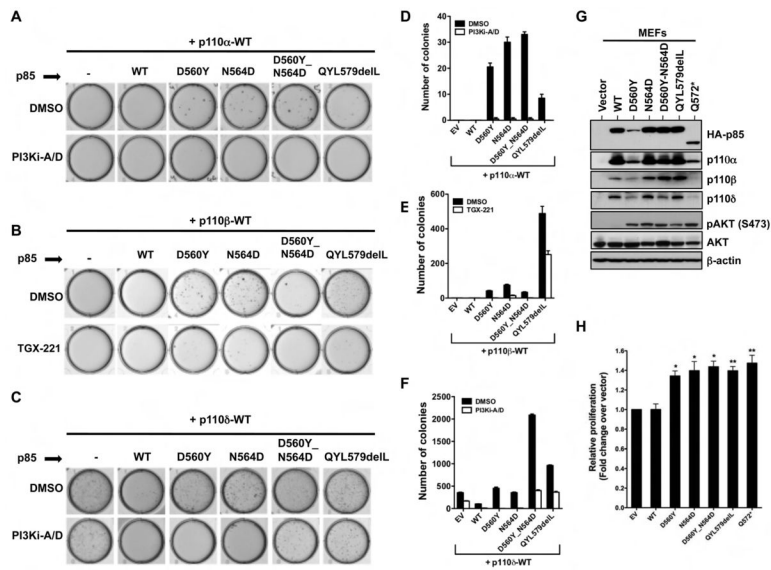 A
+ p110α-WT
p85
-
WT
D560Y
N564D
D560Y_
N564D
QYL579delL
DMSO
PI3Ki-A/D
B
+ p110β-WT
p85
-
WT
D560Y
N564D
D560Y_
N564D
QYL579delL
DMSO
TGX-221
C
+ p110δ-WT
p85
-
WT
D560Y
N564D
D560Y_
N564D
QYL579delL
DMSO
PI3Ki-A/D
D
Number of colonies
40
30
20
10
0
DMSO
PI3Ki-A/D
EV
WT
D560Y
N564D
D560Y_N564D
QYL579delL
+ p110α-WT
E
Number of colonies
600
400
200
0
DMSO
TGX-221
EV
WT
D560Y
N564D
D560Y_N564D
QYL579delL
+ p110β-WT
F
Number of colonies
2500
2000
1500
1000
500
0
DMSO
PI3Ki-A/D
EV
WT
D560Y
N564D
D560Y_N564D
QYL579delL
+ p110δ-WT
G
MEFs
Vector
WT
D560Y
N564D
D560Y-N564D
QYL579delL
Q572*
HA-p85
p110α
p110β
p110δ
pAKT (S473)
AKT
β-actin
H
Relative proliferation
(Fold change over vector)
1.6
1.4
1.2
1.0
0.8
0.6
0.4
0.2
0
*
*
*
**
**
EV
WT
D560Y
N564D
D560Y_N564D
QYL579delL
Q572*